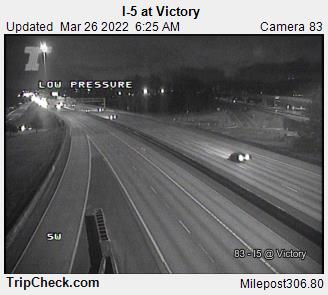 I-5 at Victory
Updated Mar 26 2022 6:25 AM Camera 83
T
LOW PRESSURE
SW
83 - I5 @ Victory
TripCheck.com Milepost306.80